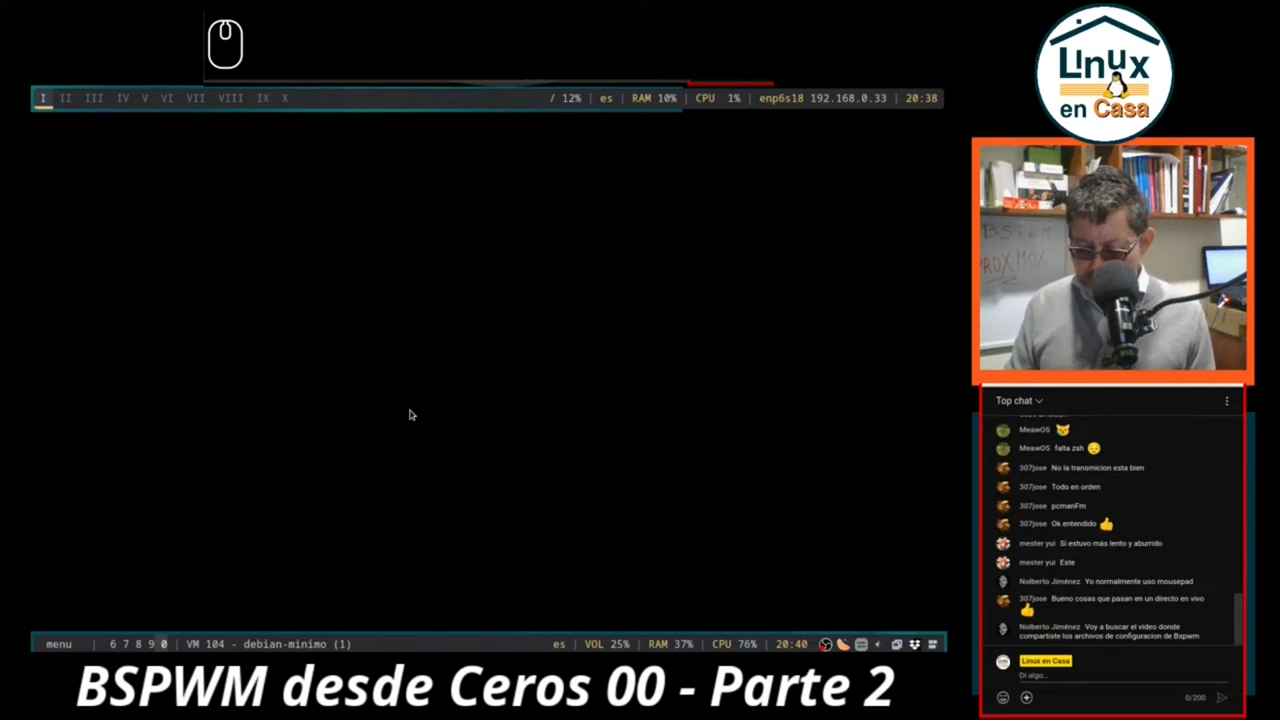 I II III IV V VI VII VIII IX X / 12% | es | RAM 10% | CPU 1% | enp6s18 192.168.0.33 | 20:38
Linux
en Casa
BSPWM
PROXMOX
Top chat
MeawOS
MeawOS falta zsh
307jose No la transmicion esta bien
307jose Todo en orden
307jose pcmanFm
307jose Ok entendido
mester yui Si estuvo más lento y aburrido
mester yui Este
Nolberto Jiménez Yo normalmente uso mousepad
307jose Bueno cosas que pasan en un directo en vivo
Nolberto Jiménez Voy a buscar el video donde
compartiste los archivos de configuracion de Bspwm
Linux en Casa
Di algo...
0/200
menu | 6 7 8 9 0 | VM 104 - debian-minimo (1) es | VOL 25% | RAM 37% | CPU 76% | 20:40
BSPWM desde Ceros 00 - Parte 2